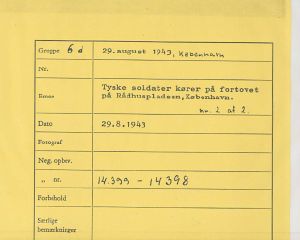 Gruppe 6 d 29.august 1943, København
Nr.
Emne Tyske soldater kører på fortovet
på Rådhuspladsen, København.
nr. 2 af 2.
Dato 29.8.1943
Fotograf
Neg. opbev.
„ nr. 14.399 - 14398
Forbehold
Særlige
bemærkninger